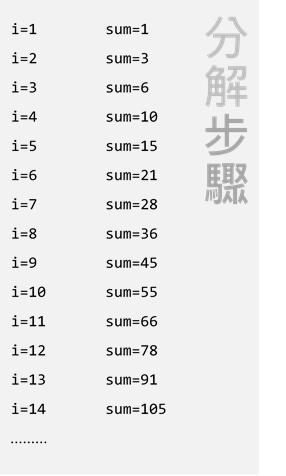 i=1 sum=1
i=2 sum=3
i=3 sum=6
i=4 sum=10
i=5 sum=15
i=6 sum=21
i=7 sum=28
i=8 sum=36
i=9 sum=45
i=10 sum=55
i=11 sum=66
i=12 sum=78
i=13 sum=91
i=14 sum=105
.........
分解步驟